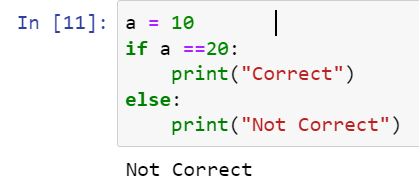 In [11]: a = 10
if a ==20:
    print("Correct")
else:
    print("Not Correct")
Not Correct